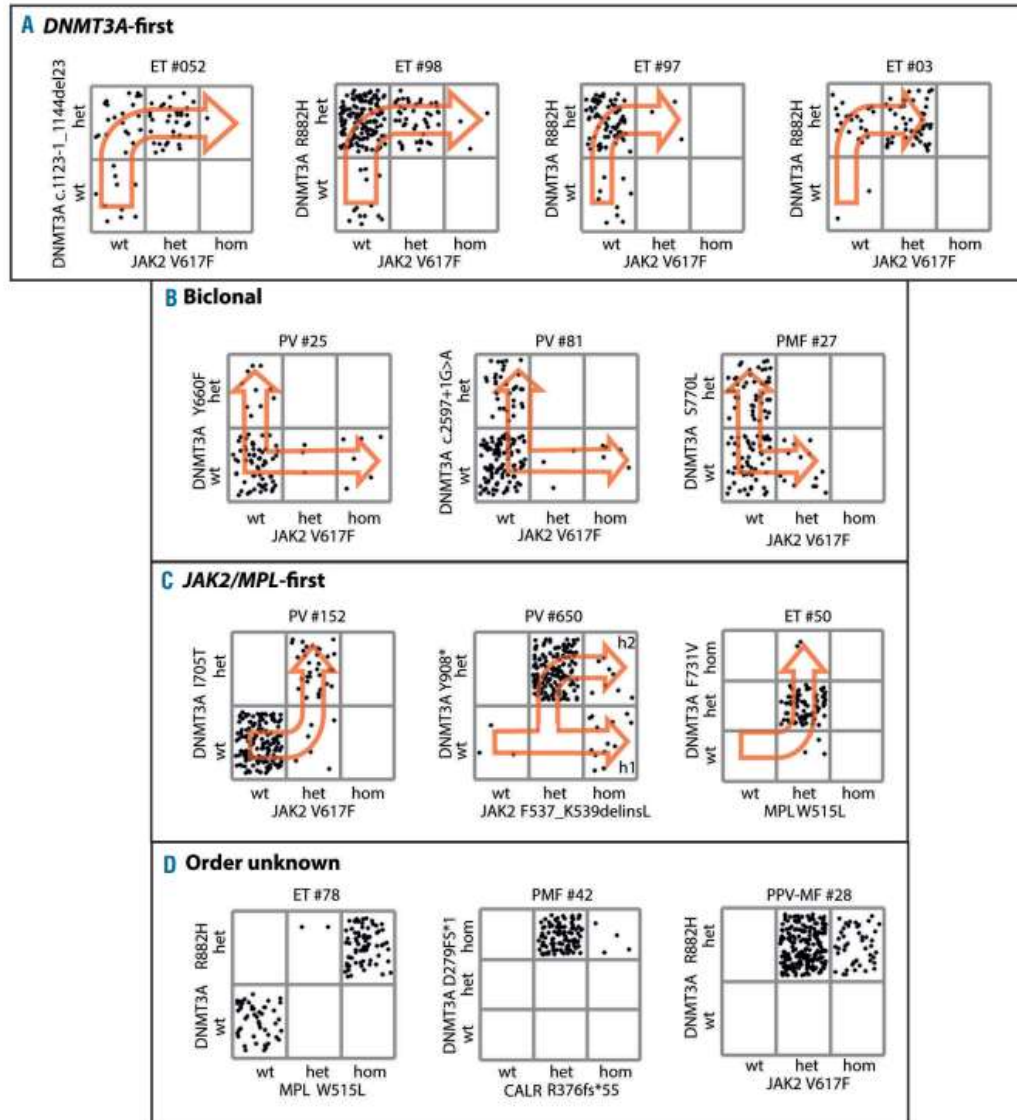 A DNMT3A-first
ET #052
ET #98
ET #97
ET #03
DNMT3A c.1123-1_1144del23
wt het
wt het hom
JAK2 V617F
DNMT3A R882H
wt het
wt het hom
JAK2 V617F
DNMT3A R882H
wt het
wt het hom
JAK2 V617F
DNMT3A R882H
wt het
wt het hom
JAK2 V617F
B Biclonal
PV #25
PV #81
PMF #27
DNMT3A Y660F
wt het
wt het hom
JAK2 V617F
DNMT3A c.2597+1G>A
wt het
wt het hom
JAK2 V617F
DNMT3A S770L
wt het
wt het hom
JAK2 V617F
C JAK2/MPL-first
PV #152
PV #650
ET #50
DNMT3A I705T
wt het
wt het hom
JAK2 V617F
DNMT3A Y908*
wt het
h2
h1
wt het hom
JAK2 F537_K539delinsL
DNMT3A F731V
wt het hom
wt het hom
MPLW515L
D Order unknown
ET #78
PMF #42
PPV-MF #28
DNMT3A R882H
wt het
wt het hom
MPL W515L
DNMT3A D279FS*1
wt het hom
wt het hom
CALR R376fs*55
DNMT3A R882H
wt het
wt het hom
JAK2 V617F